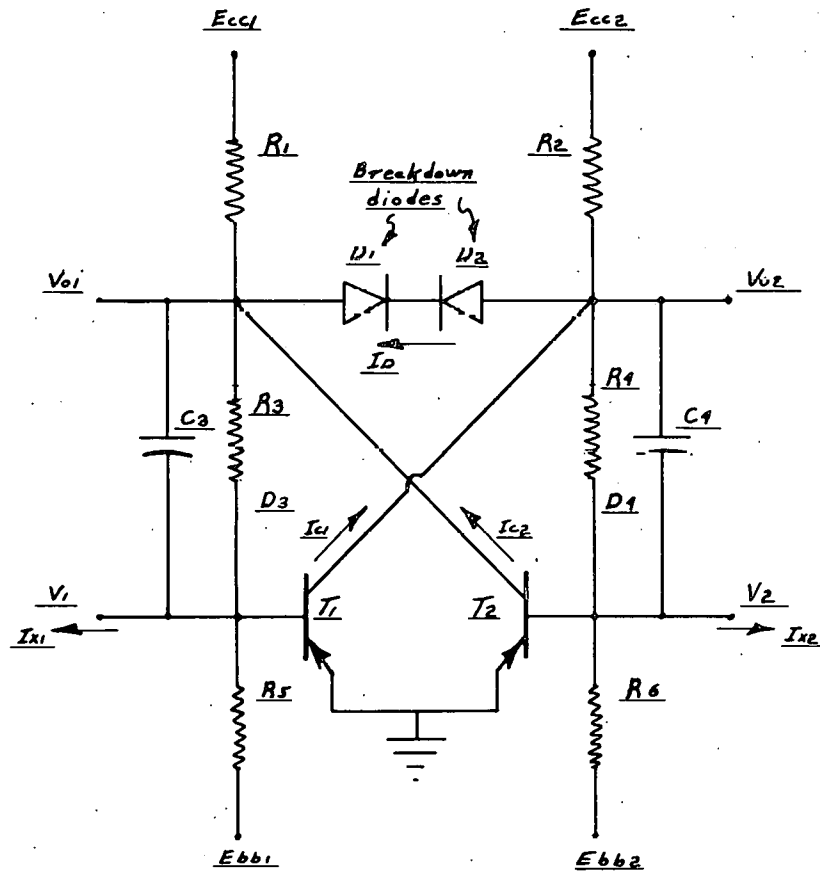 Ecc1 Ecc2
R1 R2
Breakdown
diodes
D1 D2
Vo1 Vo2
ID
R3 R4
C3 C4
D3 D4
Ic1 Ic2
V1 T1 T2 V2
Ix1 Ix2
R5 R6
Ebb1 Ebb2